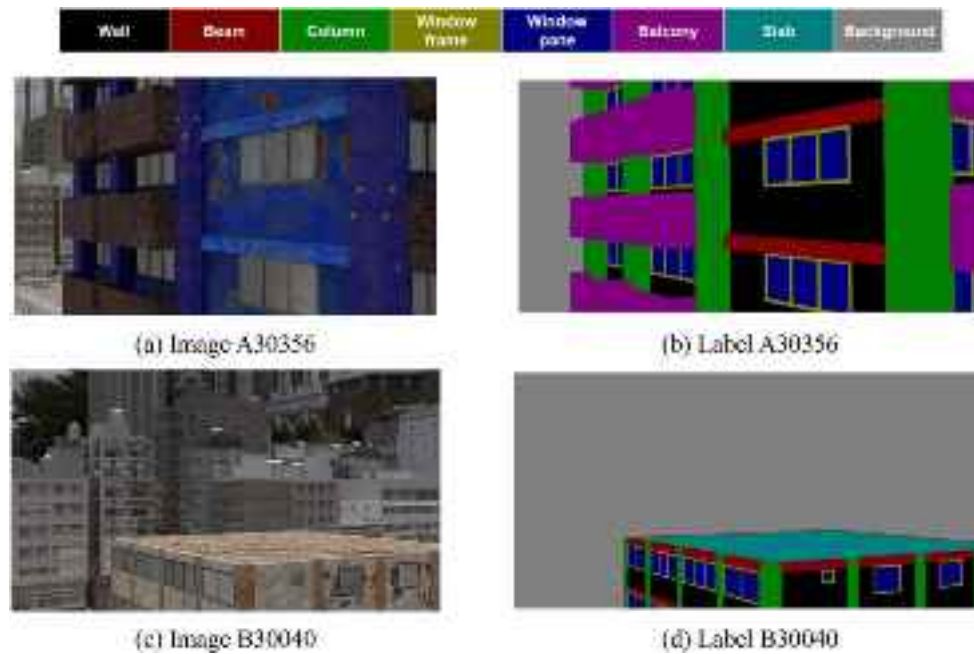 Wall Beam Column Window frame Window pane Balcony Slab Background
(a) Image A30356
(b) Label A30356
(c) Image B30040
(d) Label B30040